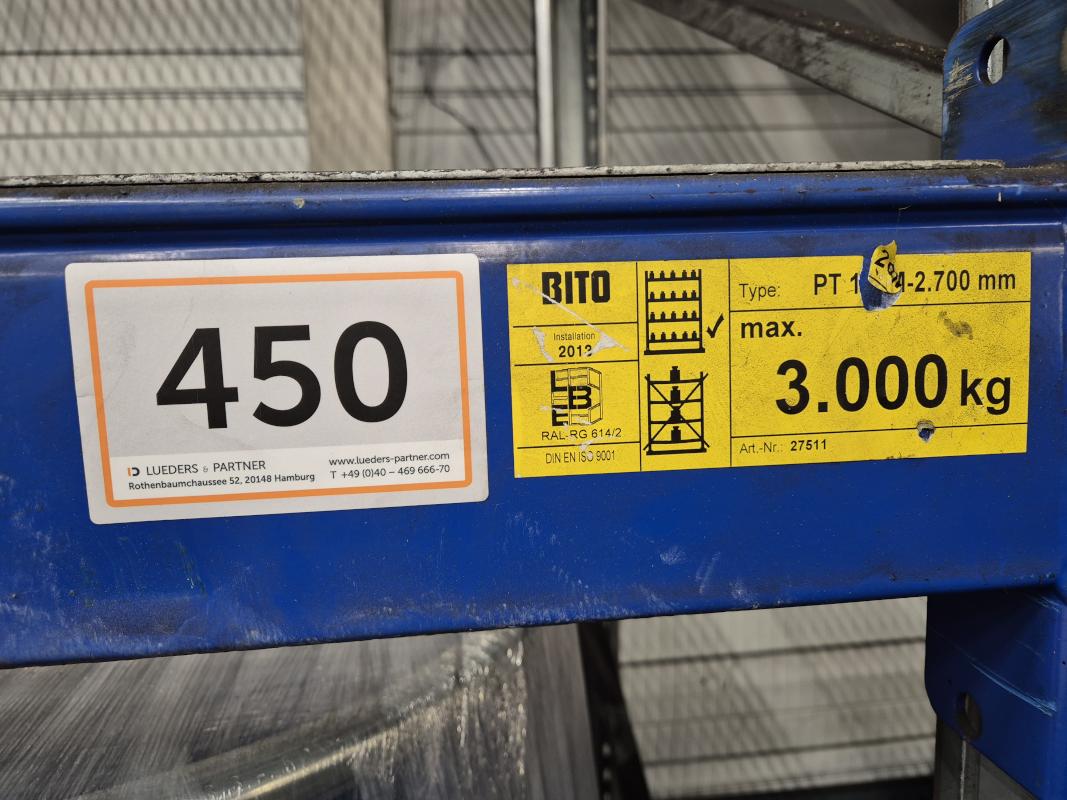 450
LUEDERS & PARTNER
Rothenbaumchaussee 52, 20148 Hamburg
www.lueders-partner.com
T +49 (0)40 – 469 666-70
BITO
Installation
LBE
RAL-RG 614/2
DIN EN ISO 9001
Type: PT -2.700 mm
max.
3.000 kg
Art.-Nr.: 27511